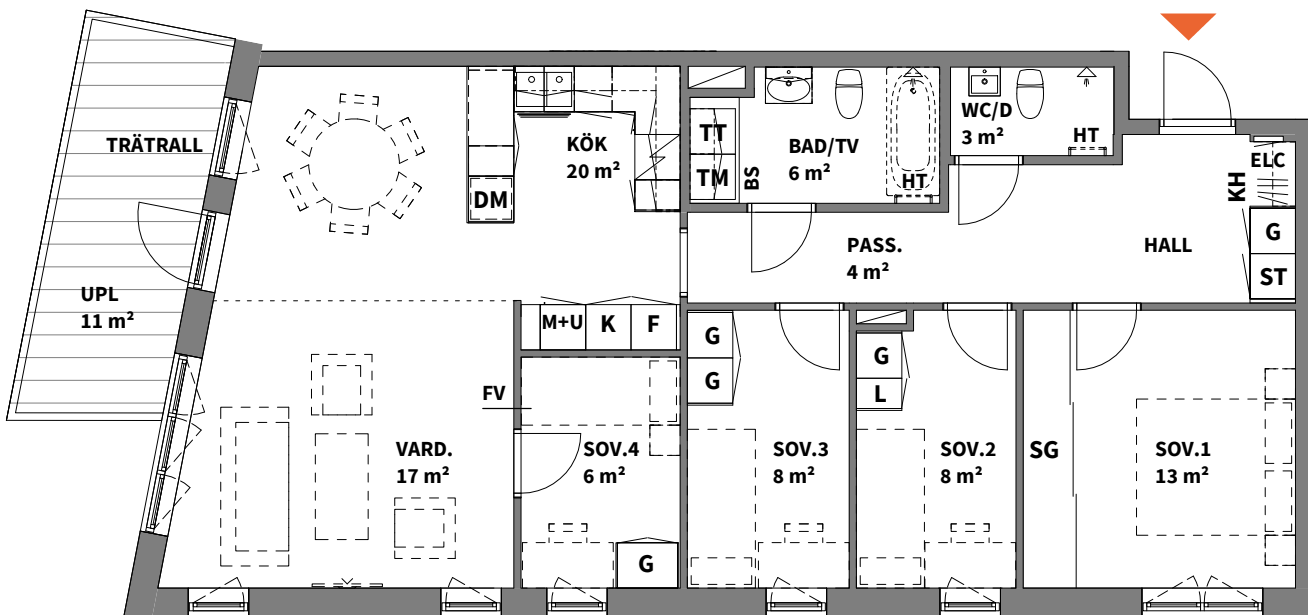 TRÄTRALL
UPL
11 m²
KÖK
20 m²
DM
M+U
K
F
TT
TM
BS
BAD/TV
6 m²
HT
WC/D
3 m²
HT
ELC
KH
G
ST
HALL
PASS.
4 m²
FV
VARD.
17 m²
SOV.4
6 m²
G
G
G
SOV.3
8 m²
G
L
SOV.2
8 m²
SG
SOV.1
13 m²